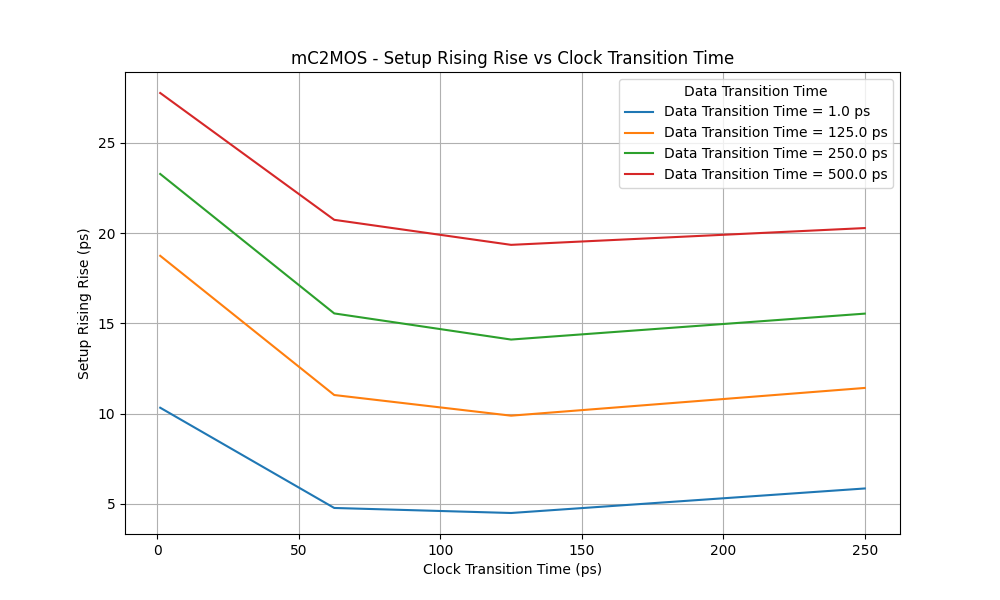 mC2MOS - Setup Rising Rise vs Clock Transition Time
Data Transition Time
Data Transition Time = 1.0 ps
Data Transition Time = 125.0 ps
Data Transition Time = 250.0 ps
Data Transition Time = 500.0 ps
Setup Rising Rise (ps)
25
20
15
10
5
0 50 100 150 200 250
Clock Transition Time (ps)